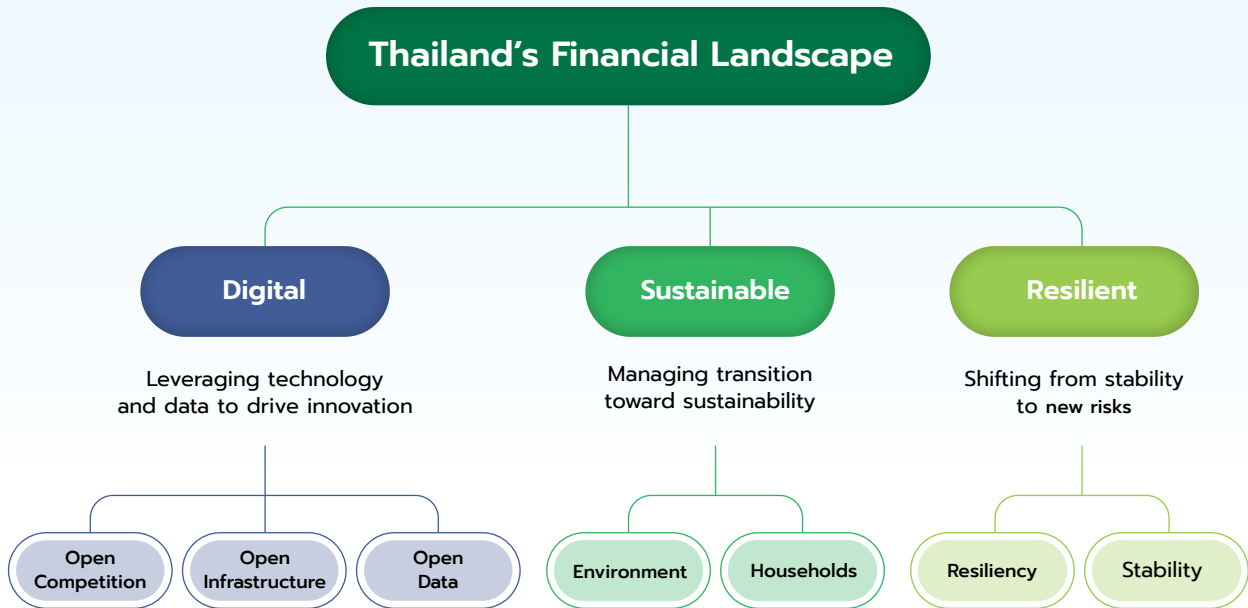 Thailand's Financial Landscape
Digital
Sustainable
Resilient
Leveraging technology
and data to drive innovation
Managing transition
toward sustainability
Shifting from stability
to new risks
Open
Competition
Open
Infrastructure
Open
Data
Environment
Households
Resiliency
Stability